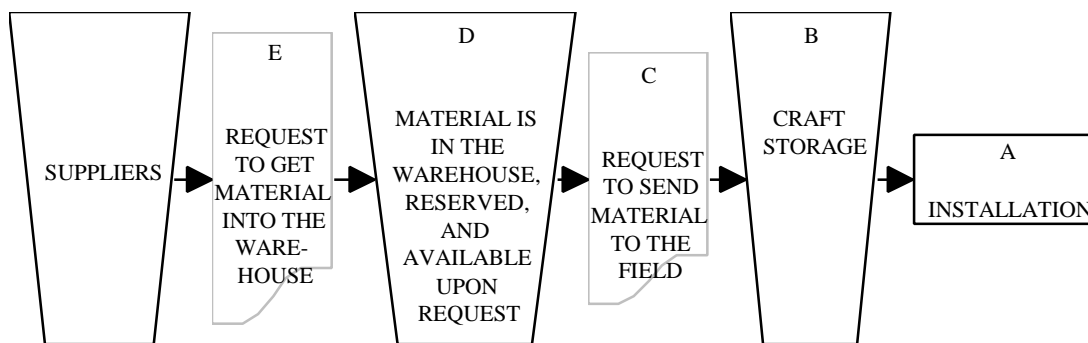 SUPPLIERS
E
REQUEST
TO GET
MATERIAL
INTO THE
WARE-
HOUSE
D
MATERIAL IS
IN THE
WAREHOUSE,
RESERVED,
AND
AVAILABLE
UPON
REQUEST
C
REQUEST
TO SEND
MATERIAL
TO THE
FIELD
B
CRAFT
STORAGE
A
INSTALLATION